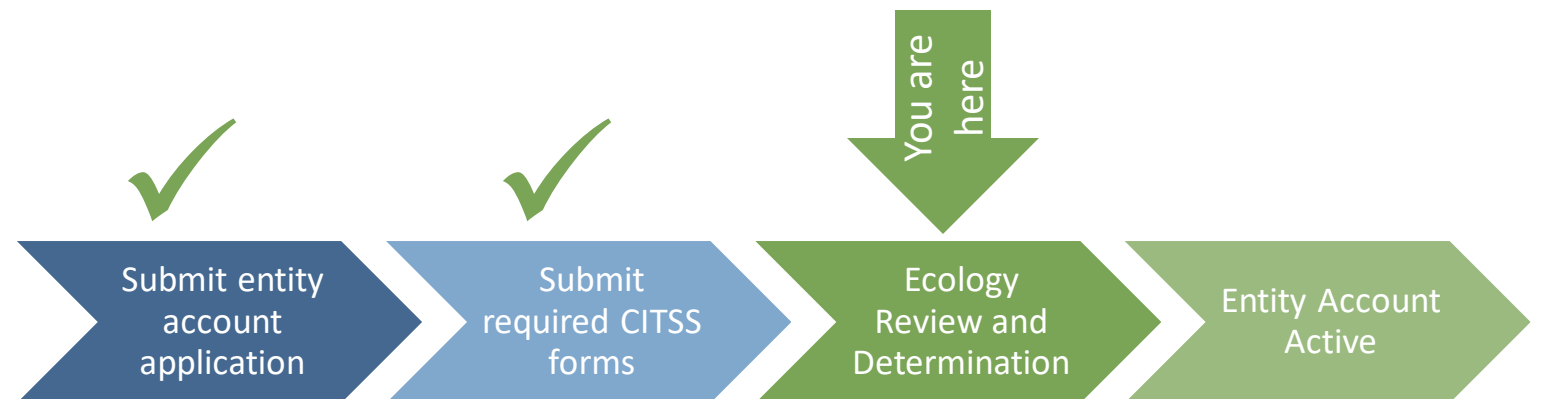 You are
here
Submit entity
account
application
Submit
required CITSS
forms
Ecology
Review and
Determination
Entity Account
Active